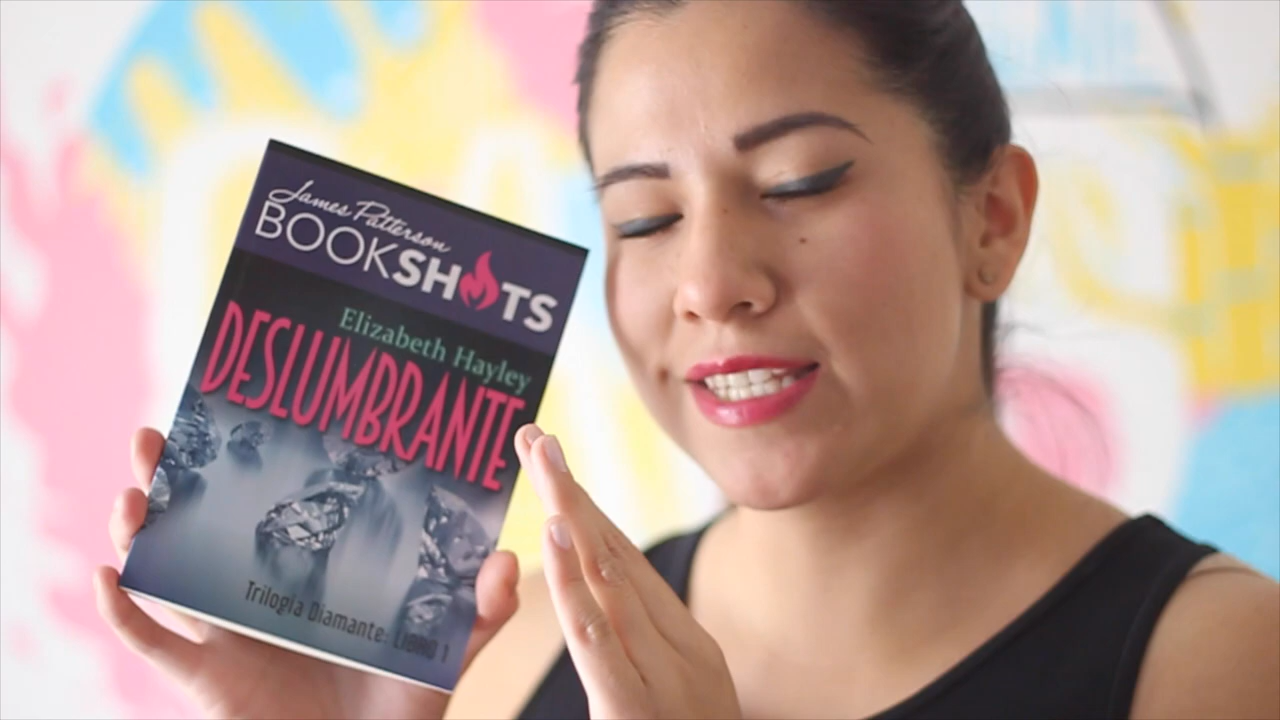 James Patterson
BOOKSHOTS
Elizabeth Hayley
DESLUMBRANTE
Trilogía Diamante: LIBRO 1